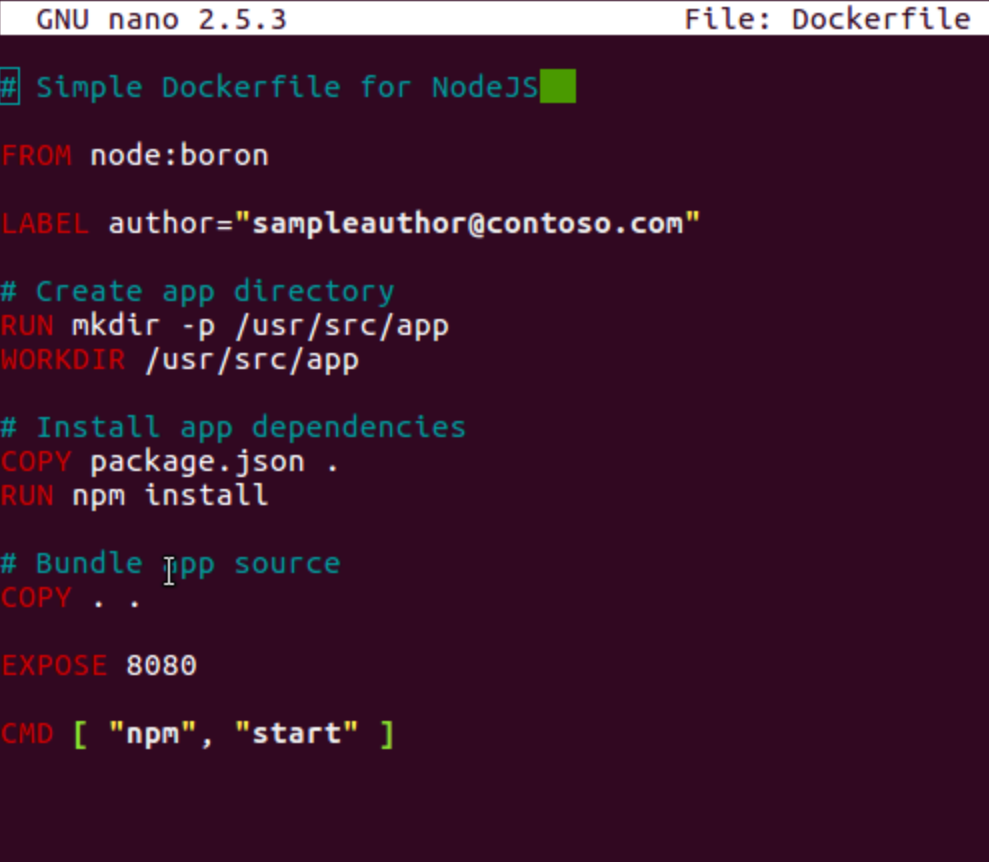 GNU nano 2.5.3 File: Dockerfile
# Simple Dockerfile for NodeJS
FROM node:boron
LABEL author="sampleauthor@contoso.com"
# Create app directory
RUN mkdir -p /usr/src/app
WORKDIR /usr/src/app
# Install app dependencies
COPY package.json .
RUN npm install
# Bundle app source
COPY . .
EXPOSE 8080
CMD [ "npm", "start" ]